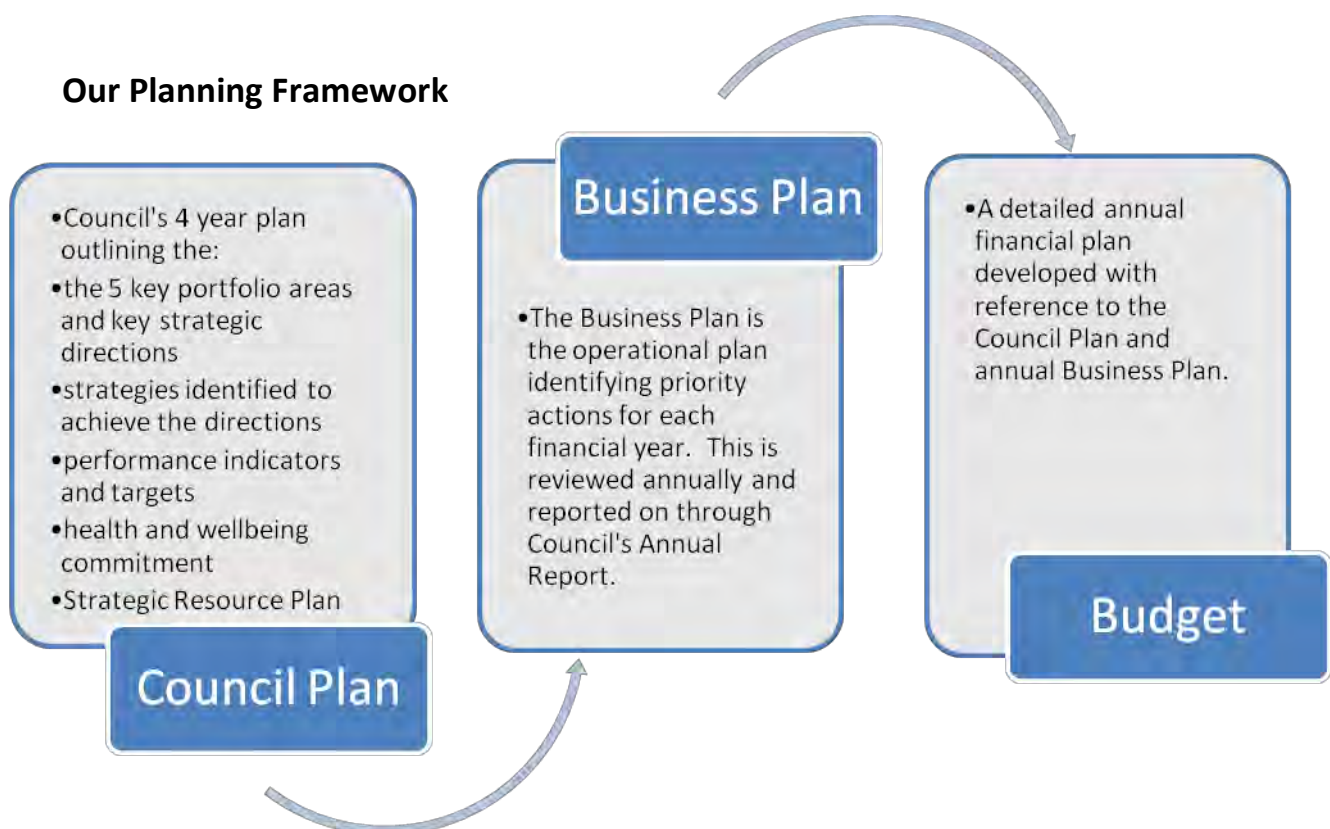 Our Planning Framework
•Council's 4 year plan
outlining the:
•the 5 key portfolio areas
and key strategic
directions
•strategies identified to
achieve the directions
•performance indicators
and targets
•health and wellbeing
commitment
•Strategic Resource Plan
Council Plan
Business Plan
•The Business Plan is
the operational plan
identifying priority
actions for each
financial year.  This is
reviewed annually and
reported on through
Council's Annual
Report.
•A detailed annual
financial plan
developed with
reference to the
Council Plan and
annual Business Plan.
Budget